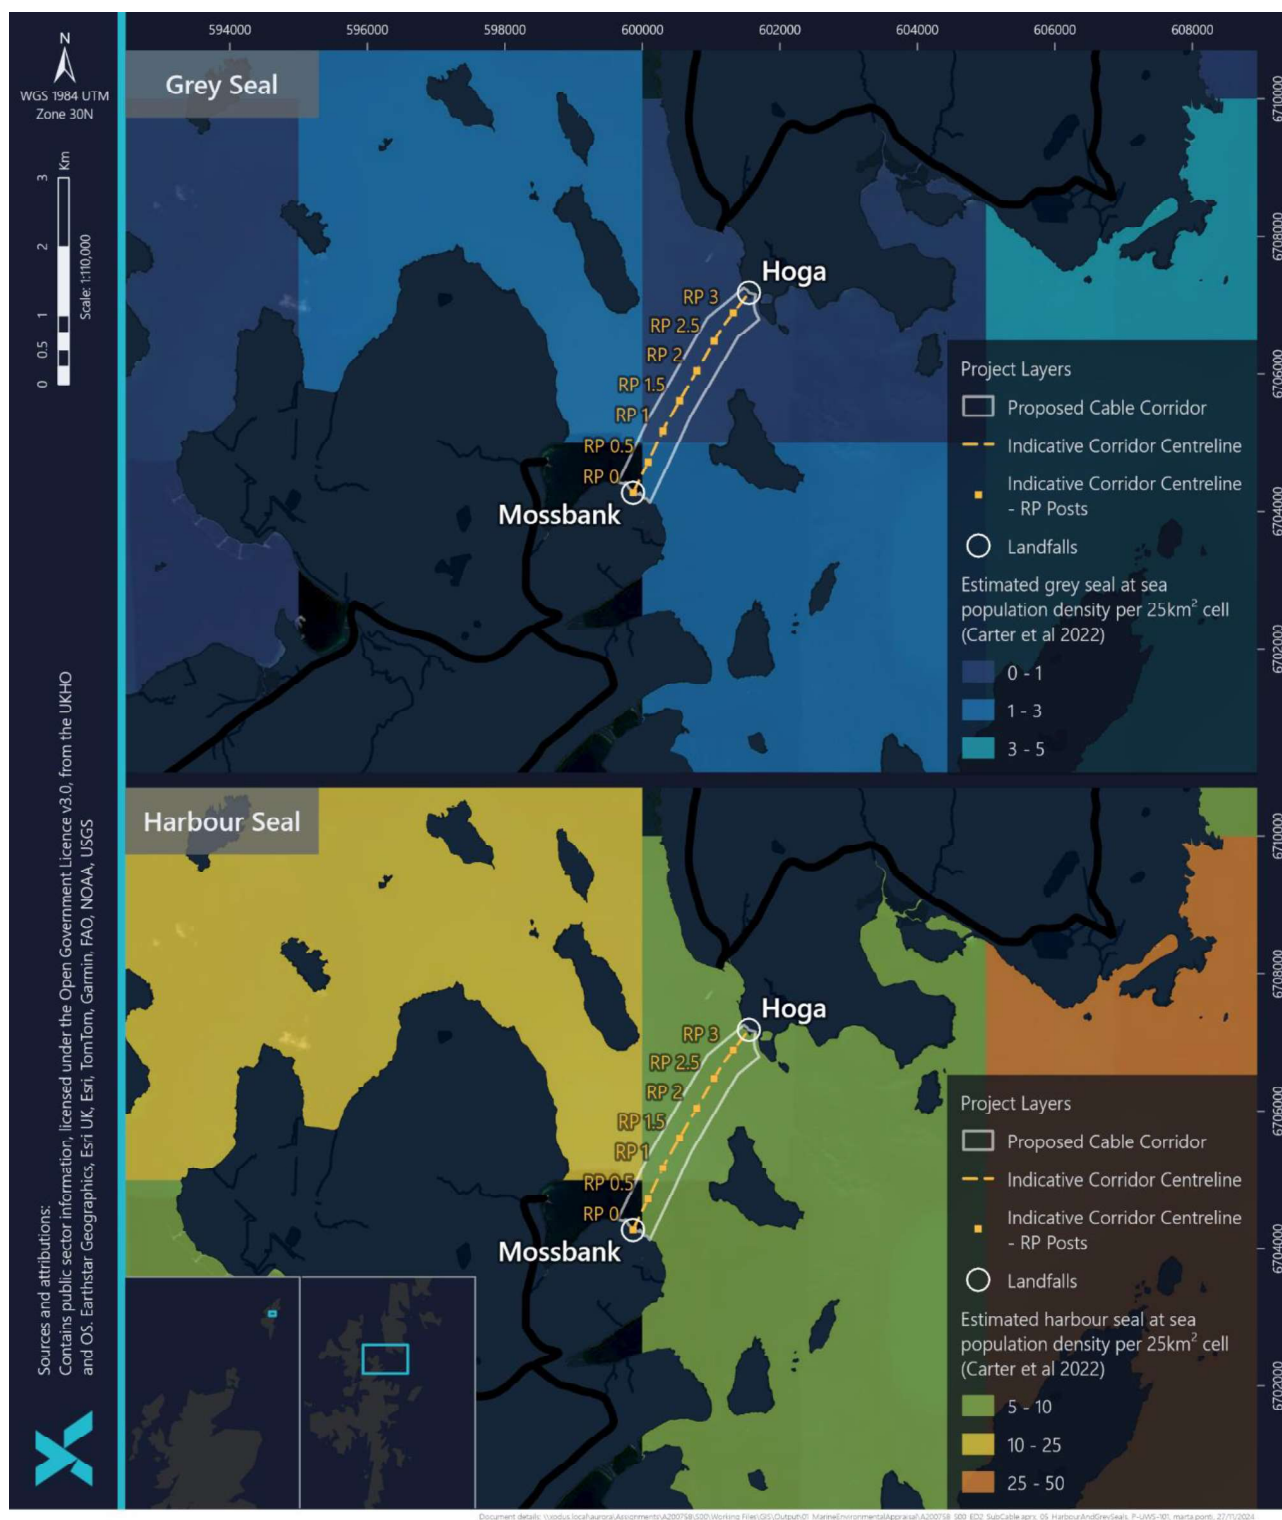 594000
596000
598000
600000
602000
604000
606000
608000
N
WGS 1984 UTM
Zone 30N
Km
3
2
1
0.5
0
Scale: 1:110,000
Grey Seal
6710000
6708000
6706000
6704000
6702000
Hoga
RP 3
RP 2.5
RP 2
RP 1.5
RP 1
RP 0.5
RP 0
Mossbank
Project Layers
Proposed Cable Corridor
Indicative Corridor Centreline
Indicative Corridor Centreline
- RP Posts
Landfalls
Estimated grey seal at sea
population density per 25km² cell
(Carter et al 2022)
0 - 1
1 - 3
3 - 5
Harbour Seal
6710000
6708000
6706000
6704000
6702000
Hoga
RP 3
RP 2.5
RP 2
RP 1.5
RP 1
RP 0.5
RP 0
Mossbank
Project Layers
Proposed Cable Corridor
Indicative Corridor Centreline
Indicative Corridor Centreline
- RP Posts
Landfalls
Estimated harbour seal at sea
population density per 25km² cell
(Carter et al 2022)
5 - 10
10 - 25
25 - 50
Sources and attributions:
Contains public sector information, licensed under the Open Government Licence v3.0, from the UKHO
and OS. Earthstar Geographics, Esri UK, Esri, TomTom, Garmin, FAO, NOAA, USGS